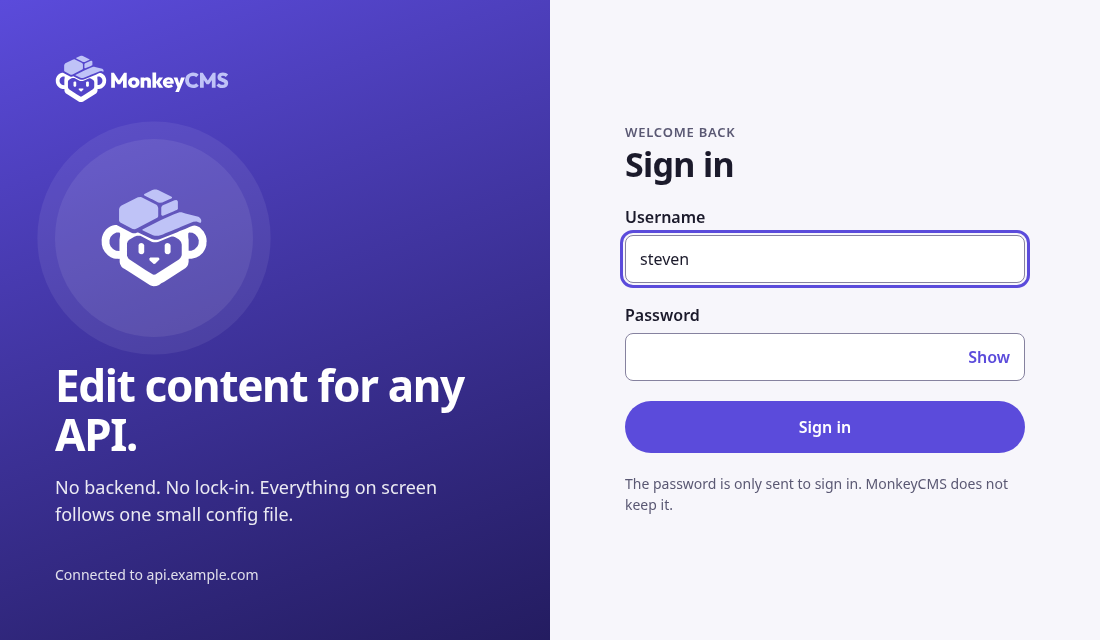 MonkeyCMS
Edit content for any
API.
No backend. No lock-in. Everything on screen
follows one small config file.
Connected to api.example.com
WELCOME BACK
Sign in
Username
steven
Password
Show
Sign in
The password is only sent to sign in. MonkeyCMS does not
keep it.